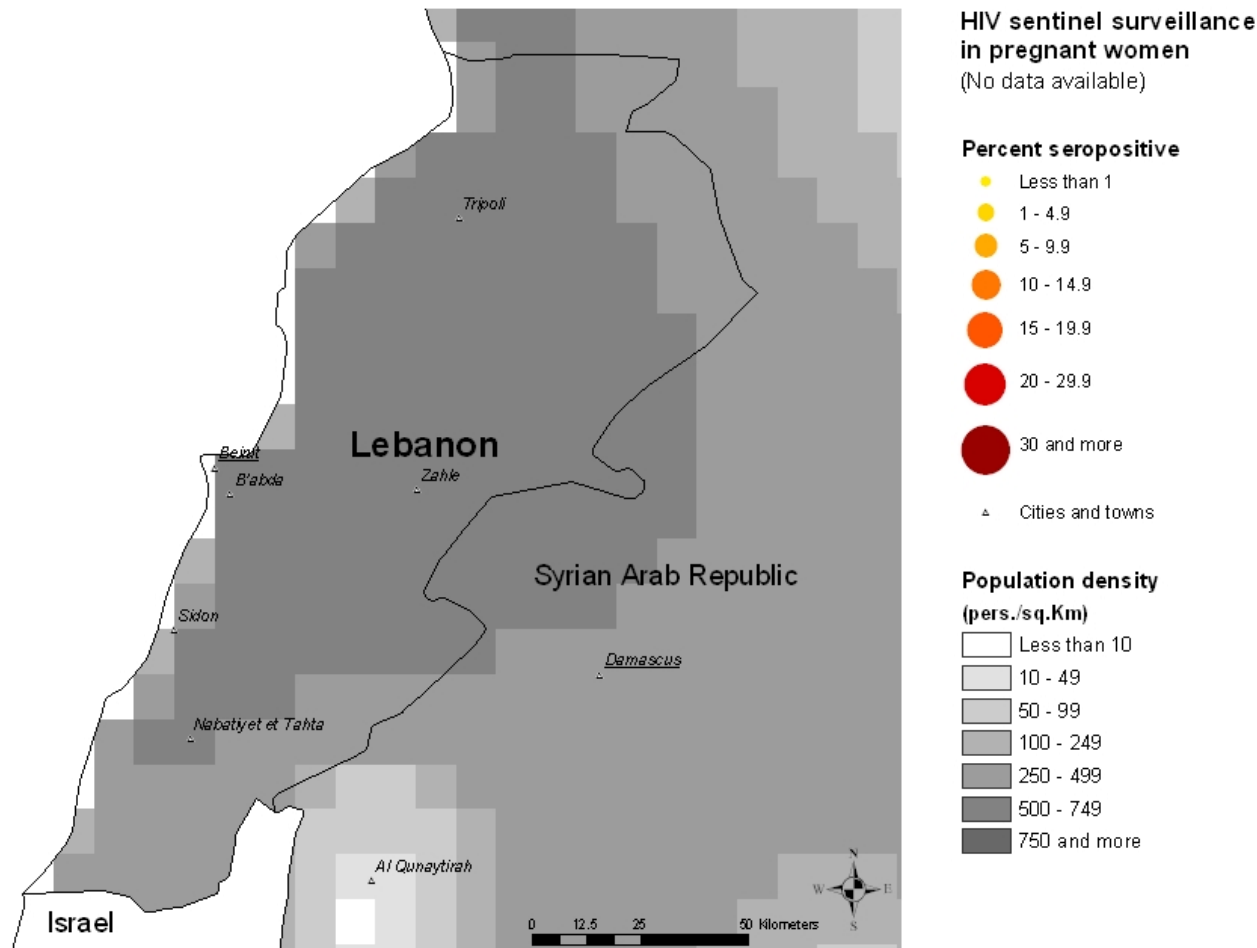 HIV sentinel surveillance
in pregnant women
(No data available)
Percent seropositive
Less than 1
1 - 4.9
5 - 9.9
10 - 14.9
15 - 19.9
20 - 29.9
30 and more
Cities and towns
Population density
(pers./sq.Km)
Less than 10
10 - 49
50 - 99
100 - 249
250 - 499
500 - 749
750 and more
Tripoli
Lebanon
Beirut
B'abda
Zahle
Syrian Arab Republic
Sidon
Damascus
Nabatiyet et Tahta
Al Qunaytirah
Israel
N
W E
S
0 12.5 25 50 Kilometers